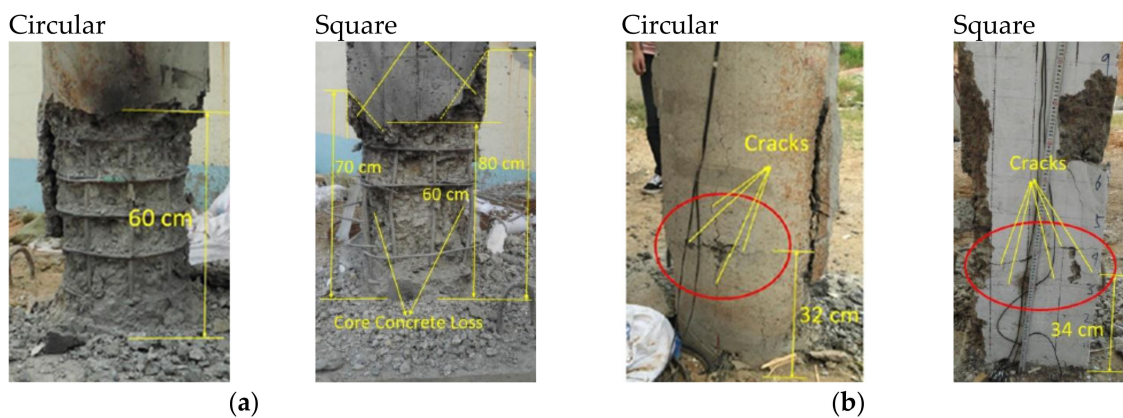 Circular
Square
Circular
Square
60 cm
70 cm
80 cm
60 cm
Core Concrete Loss
Cracks
32 cm
Cracks
34 cm
(a)
(b)